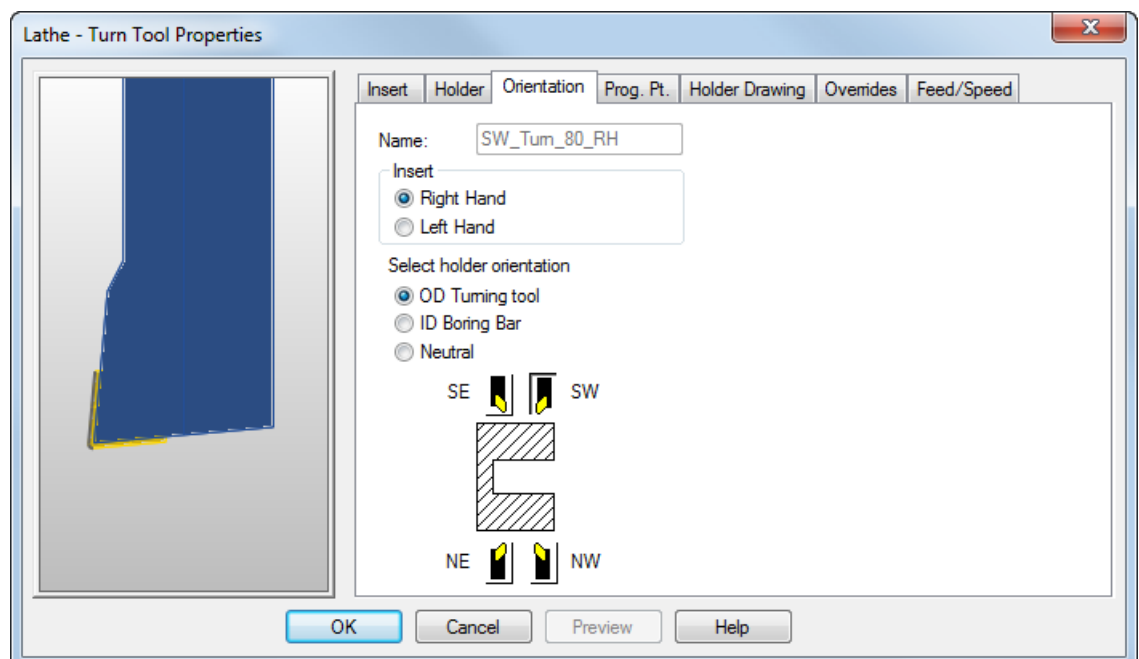 Lathe - Turn Tool Properties
Insert Holder Orientation Prog. Pt. Holder Drawing Overrides Feed/Speed
Name: SW_Turn_80_RH
Insert
Right Hand
Left Hand
Select holder orientation
OD Turning tool
ID Boring Bar
Neutral
SE SW
NE NW
OK Cancel Preview Help